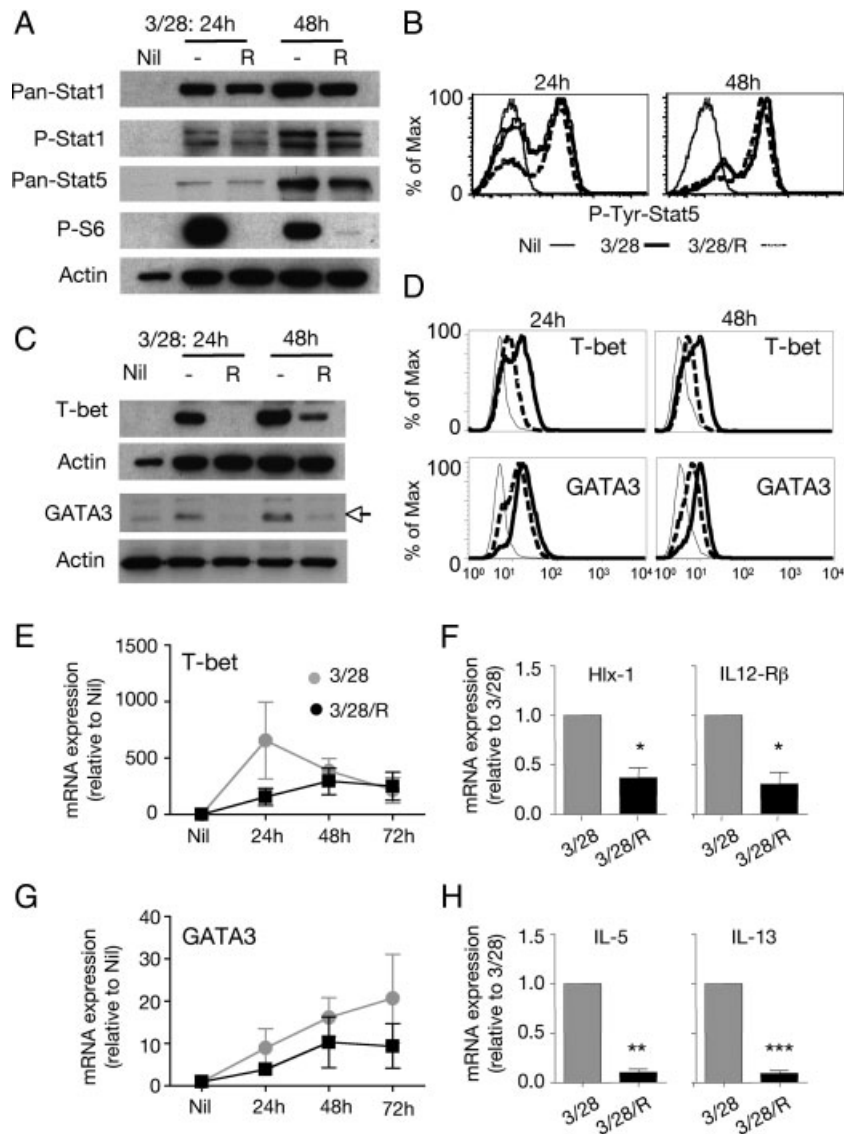 A
3/28: 24h 48h
Nil - R - R
Pan-Stat1
P-Stat1
Pan-Stat5
P-S6
Actin
B
24h 48h
100 100
% of Max
0 0
P-Tyr-Stat5
Nil 3/28 3/28/R
C
3/28: 24h 48h
Nil - R - R
T-bet
Actin
GATA3
Actin
D
24h 48h
100 T-bet 100 T-bet
% of Max
0 0
100 GATA3 100 GATA3
% of Max
0 0
10⁰ 10¹ 10² 10³ 10⁴ 10⁰ 10¹ 10² 10³ 10⁴
E
T-bet
mRNA expression
(relative to Nil)
1500
1000
500
0
3/28
3/28/R
Nil 24h 48h 72h
F
Hlx-1 IL12-Rβ
mRNA expression
(relative to 3/28)
1.5
1.0
0.5
0.0
* *
3/28 3/28/R 3/28 3/28/R
G
GATA3
mRNA expression
(relative to Nil)
40
30
20
10
0
Nil 24h 48h 72h
H
IL-5 IL-13
mRNA expression
(relative to 3/28)
1.5
1.0
0.5
0.0
** ***
3/28 3/28/R 3/28 3/28/R